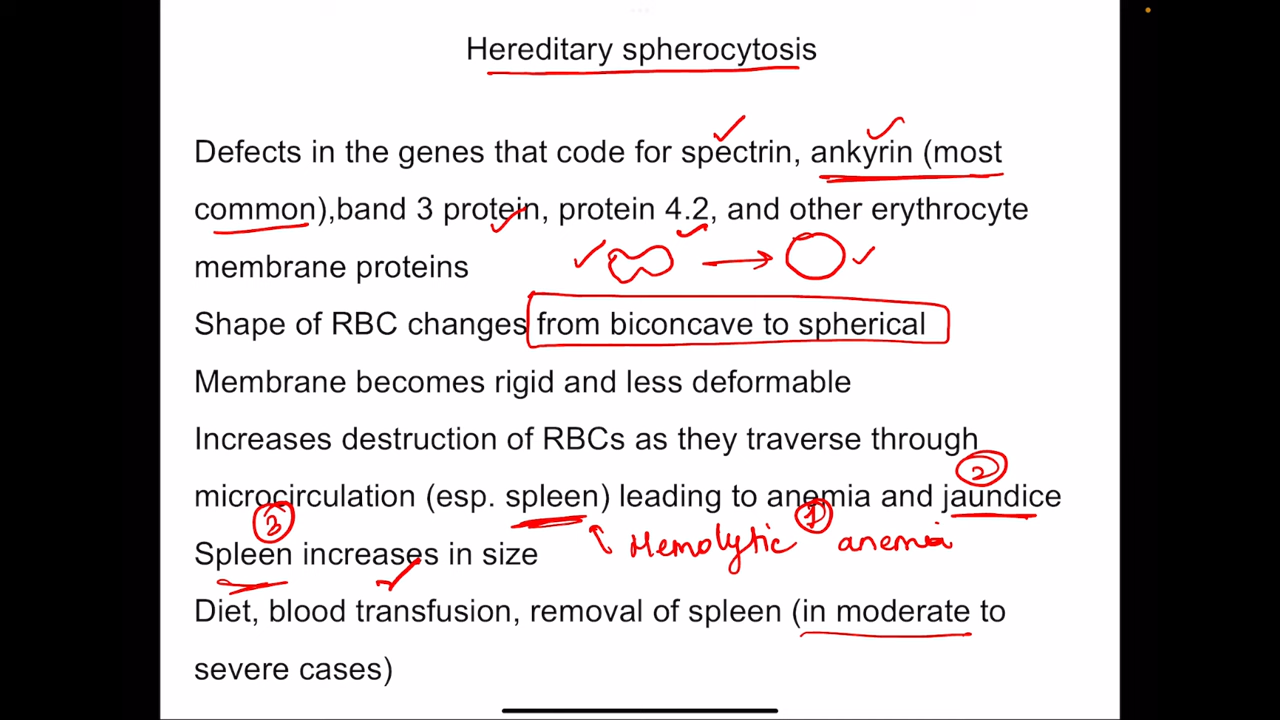 Hereditary spherocytosis
Defects in the genes that code for spectrin, ankyrin (most
common),band 3 protein, protein 4.2, and other erythrocyte
membrane proteins
Shape of RBC changes from biconcave to spherical
Membrane becomes rigid and less deformable
Increases destruction of RBCs as they traverse through
2
microcirculation (esp. spleen) leading to anemia and jaundice
3 1
Hemolytic anemia
Spleen increases in size
Diet, blood transfusion, removal of spleen (in moderate to
severe cases)